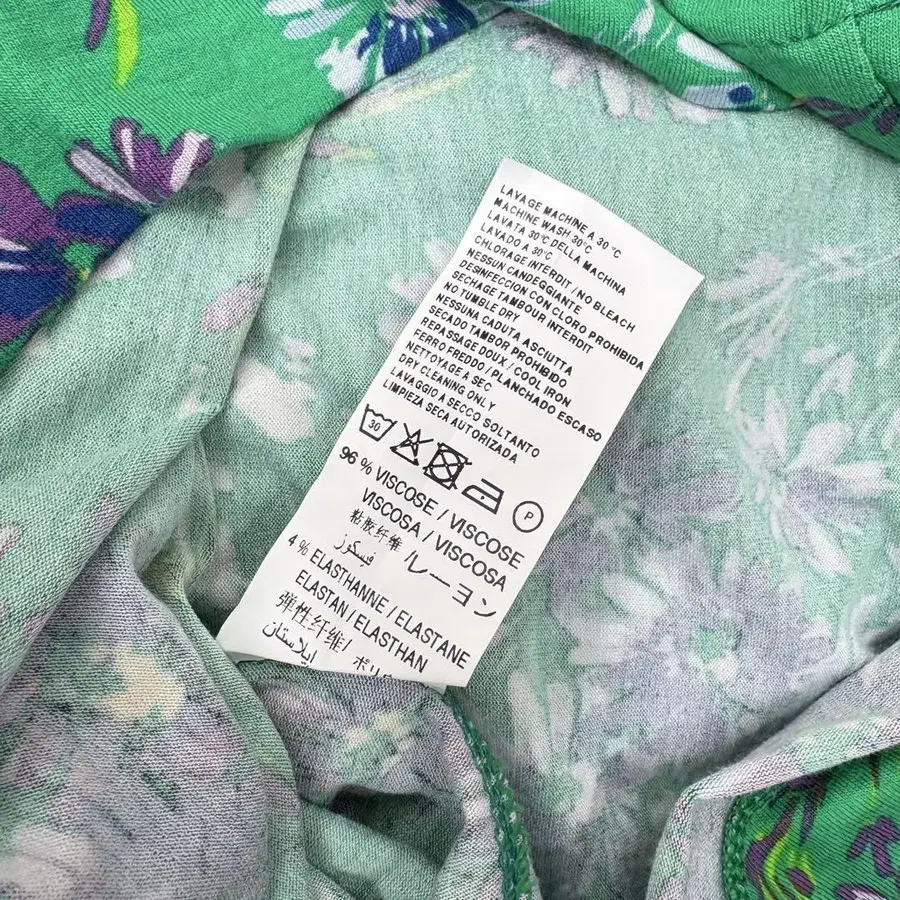 LAVAGE MACHINE A 30 °C
MACHINE WASH 30°C
LAVATA 30°C DELLA MACHINA
LAVADO A 30°C
CHLORAGE INTERDIT / NO BLEACH
NESSUN CANDEGGIANTE
DESINFECCION CON CLORO PROHIBIDA
SECHAGE TAMBOUR INTERDIT
NO TUMBLE DRY
NESSUNA CADUTA ASCIUTTA
SECADO TAMBOR PROHIBIDO
REPASSAGE DOUX / COOL IRON
FERRO FREDDO / PLANCHADO ESCASO
NETTOYAGE A SEC
DRY CLEANING ONLY
LAVAGGIO A SECCO SOLTANTO
LIMPIEZA SECA AUTORIZADA
30 P
96 % VISCOSE / VISCOSE
VISCOSA / VISCOSA
粘胶纤维 / レーヨン
فيسكوز
4 % ELASTHANNE / ELASTANE
ELASTAN / ELASTHAN
弹性纤维 / ポリ
ايلاستان